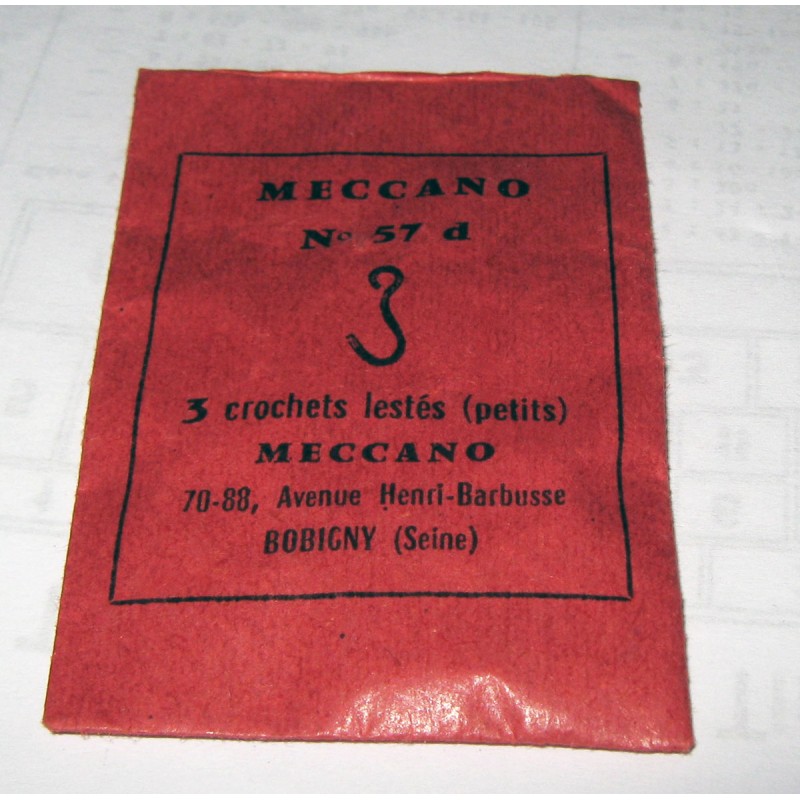 MECCANO
No 57 d
3 crochets lestés (petits)
MECCANO
70-88, Avenue Henri-Barbusse
BOBIGNY (Seine)